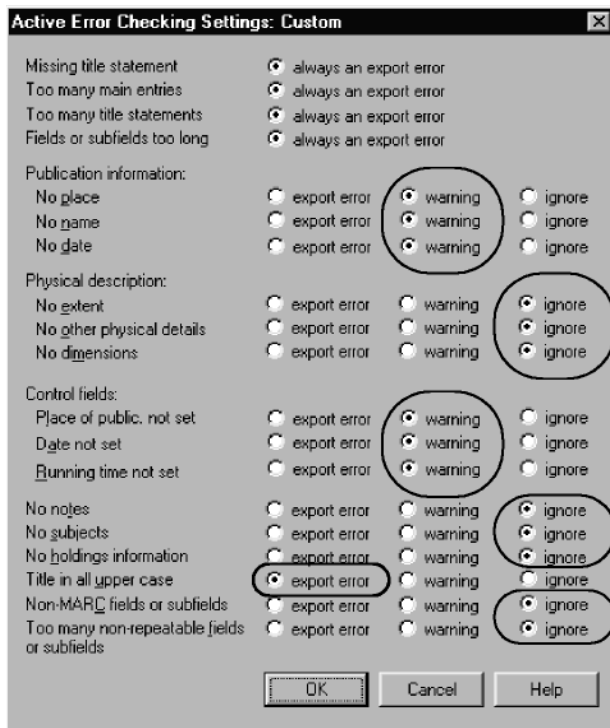 Active Error Checking Settings: Custom
Missing title statement always an export error
Too many main entries always an export error
Too many title statements always an export error
Fields or subfields too long always an export error
Publication information:
No place export error warning ignore
No name export error warning ignore
No date export error warning ignore
Physical description:
No extent export error warning ignore
No other physical details export error warning ignore
No dimensions export error warning ignore
Control fields:
Place of public. not set export error warning ignore
Date not set export error warning ignore
Running time not set export error warning ignore
No notes export error warning ignore
No subjects export error warning ignore
No holdings information export error warning ignore
Title in all upper case export error warning ignore
Non-MARC fields or subfields export error warning ignore
Too many non-repeatable fields export error warning ignore
or subfields
OK Cancel Help